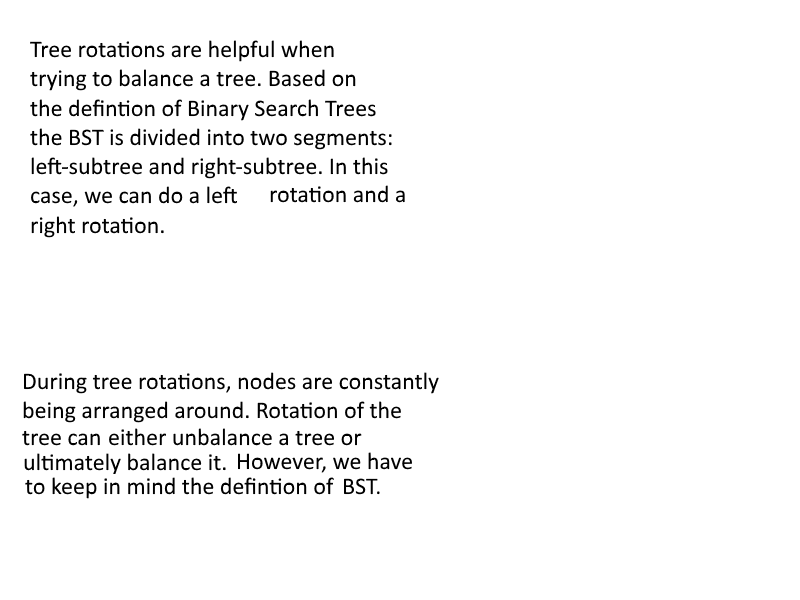 Tree rotations are helpful when
trying to balance a tree. Based on
the defintion of Binary Search Trees
the BST is divided into two segments:
left-subtree and right-subtree. In this
case, we can do a left rotation and a
right rotation.
During tree rotations, nodes are constantly
being arranged around. Rotation of the
tree can either unbalance a tree or
ultimately balance it. However, we have
to keep in mind the defintion of BST.